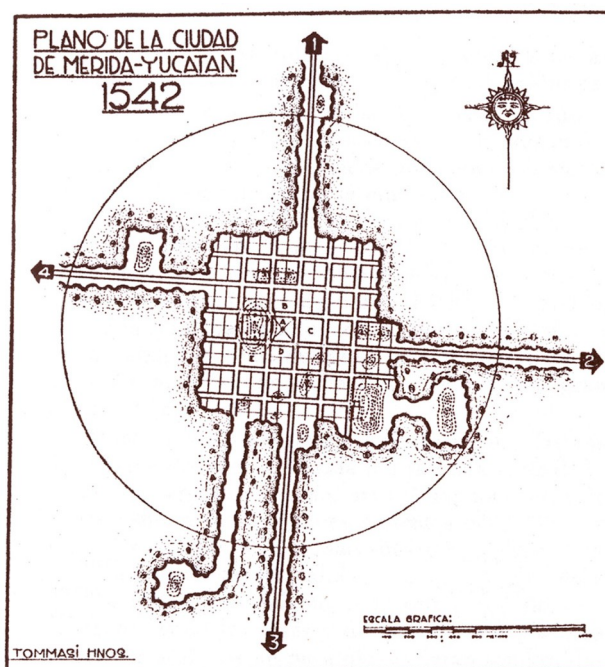 PLANO DE LA CIUDAD
DE MERIDA-YUCATAN.
1542
1
4
B
A
C
D
E
2
3
ESCALA GRAFICA:
TOMMASI HNOS.